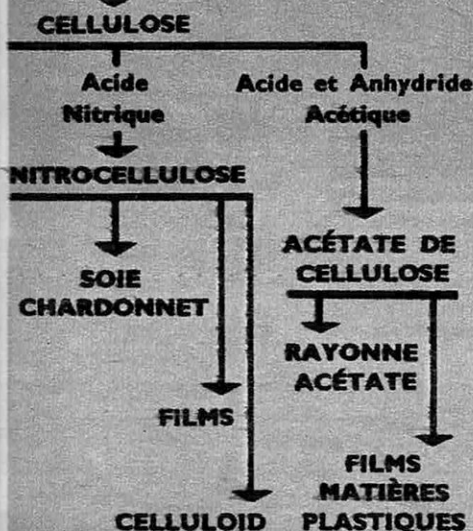 CELLULOSE
Acide
Nitrique
Acide et Anhydride
Acétique
NITROCELLULOSE
ACÉTATE DE
CELLULOSE
SOIE
CHARDONNET
RAYONNE
ACÉTATE
FILMS
FILMS
MATIÈRES
PLASTIQUES
CELLULOID